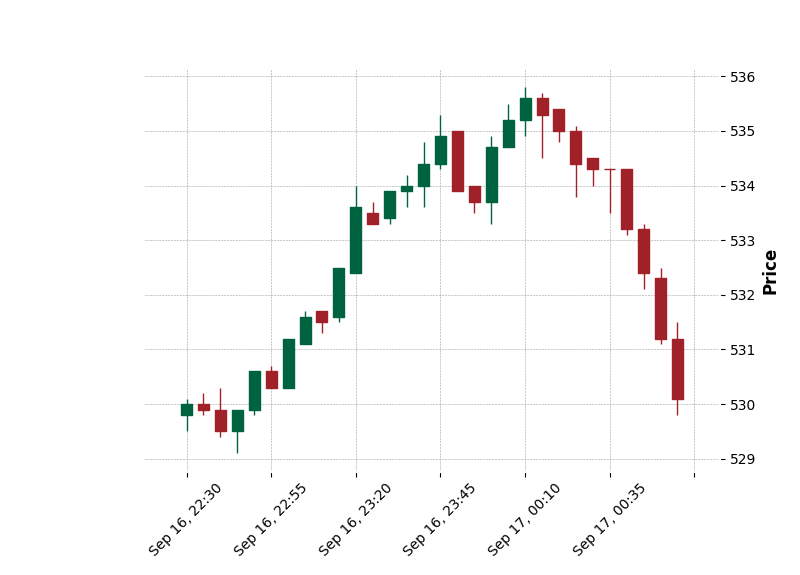 536
535
534
533
532
531
530
529
Price
Sep 16, 22:30
Sep 16, 22:55
Sep 16, 23:20
Sep 16, 23:45
Sep 17, 00:10
Sep 17, 00:35